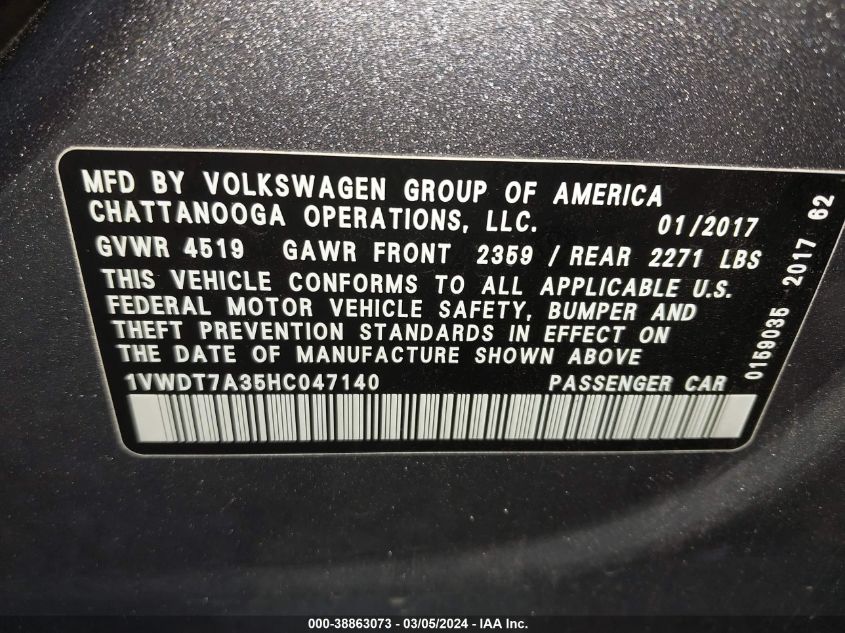 MFD BY VOLKSWAGEN GROUP OF AMERICA
CHATTANOOGA OPERATIONS, LLC. 01/2017
GVWR 4519 GAWR FRONT 2359 / REAR 2271 LBS
THIS VEHICLE CONFORMS TO ALL APPLICABLE U.S.
FEDERAL MOTOR VEHICLE SAFETY, BUMPER AND
THEFT PREVENTION STANDARDS IN EFFECT ON
THE DATE OF MANUFACTURE SHOWN ABOVE
1VWDT7A35HC047140 PASSENGER CAR
0159035 2017 62
000-38863073 - 03/05/2024 - IAA Inc.